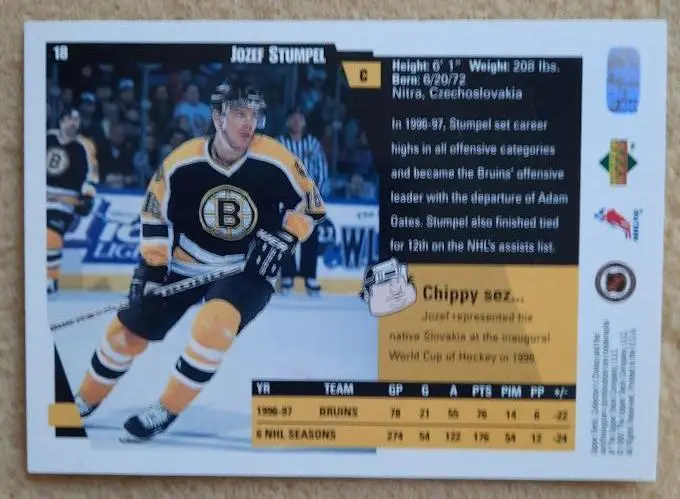 18
JOZEF STUMPEL
C
Height: 6' 1" Weight: 208 lbs.
Born: 6/20/72
Nitra, Czechoslovakia
In 1996-97, Stumpel set career
highs in all offensive categories
and became the Bruins' offensive
leader with the departure of Adam
Oates. Stumpel also finished tied
for 12th on the NHL's assists list.
Chippy sez...
Jozef represented his
native Slovakia at the inaugural
World Cup of Hockey in 1996.
YR TEAM GP G A PTS PIM PP +/-
1996-97 BRUINS 78 21 55 76 14 6 -22
6 NHL SEASONS 274 54 122 176 54 12 -24
B
B
16
LIGHT
NHLPA
NHL